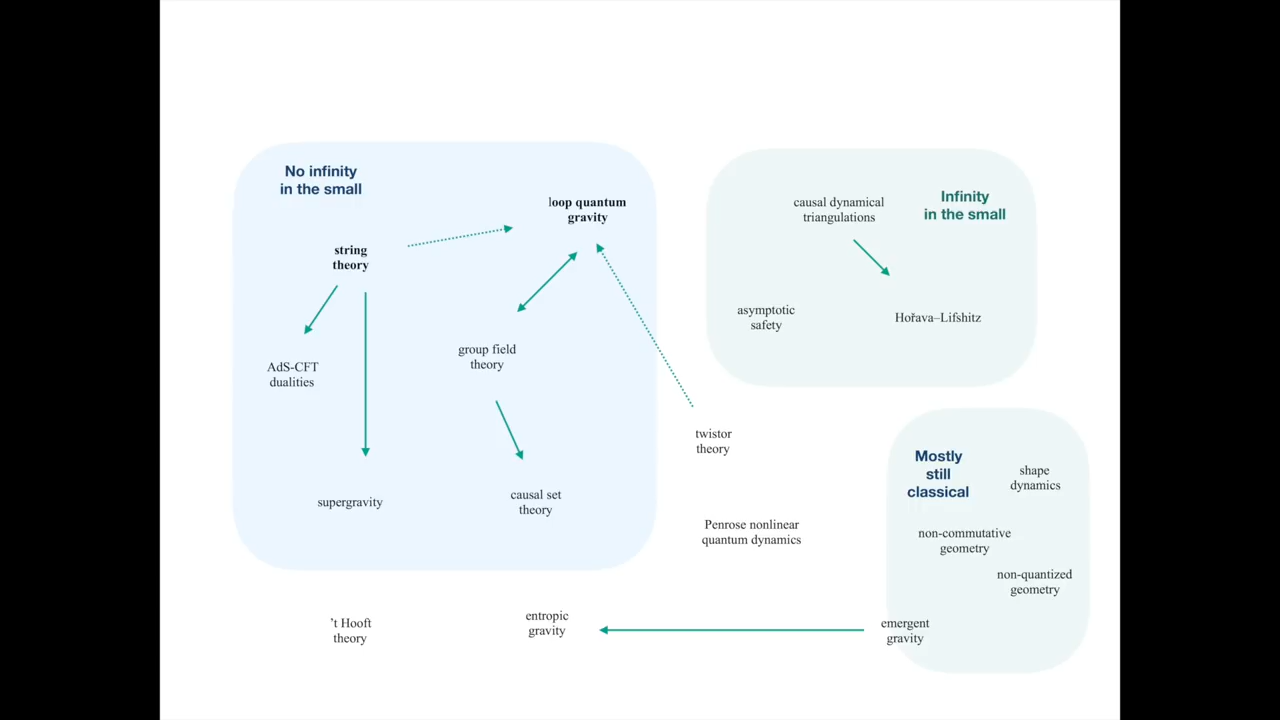 No infinity
in the small
loop quantum
gravity
string
theory
AdS-CFT
dualities
group field
theory
supergravity
causal set
theory
causal dynamical
triangulations
Infinity
in the small
asymptotic
safety
Hořava–Lifshitz
twistor
theory
Penrose nonlinear
quantum dynamics
Mostly
still
classical
shape
dynamics
non-commutative
geometry
non-quantized
geometry
’t Hooft
theory
entropic
gravity
emergent
gravity